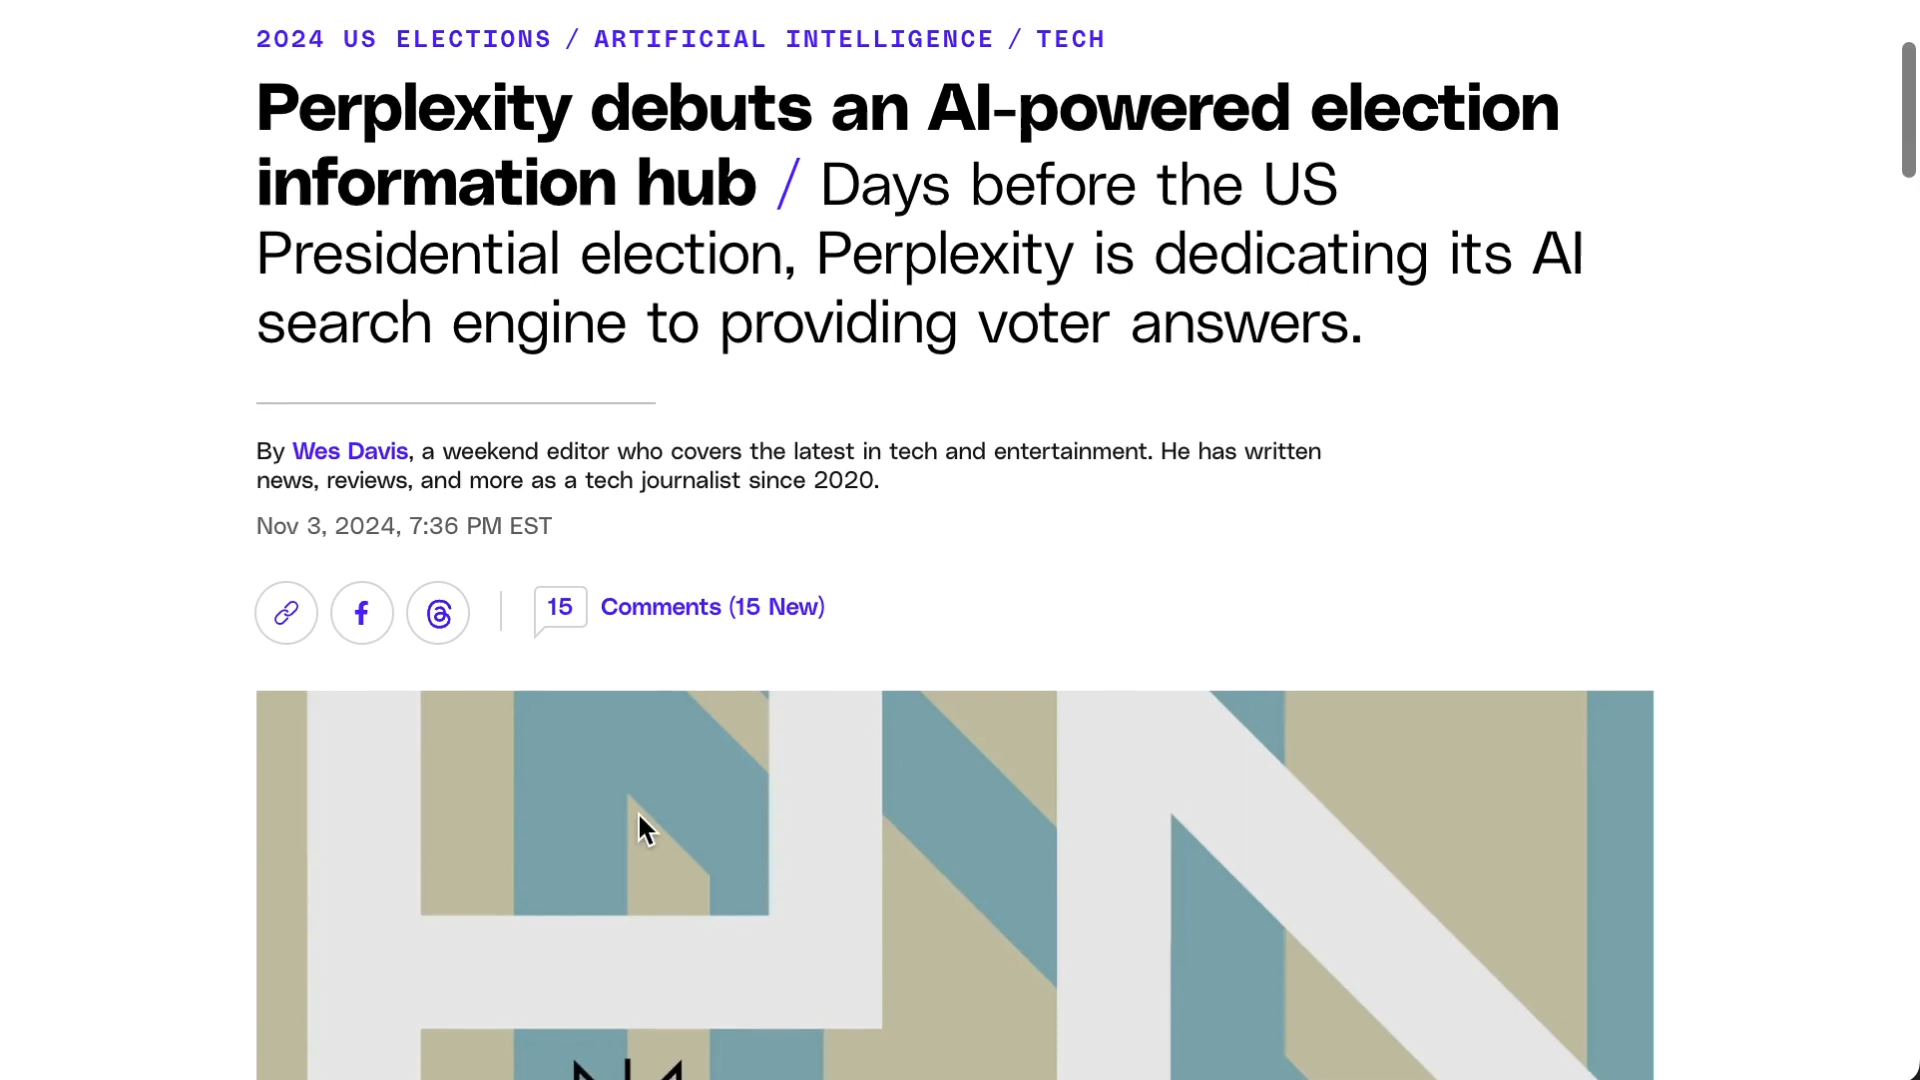 2024 US ELECTIONS / ARTIFICIAL INTELLIGENCE / TECH
Perplexity debuts an AI-powered election
information hub / Days before the US
Presidential election, Perplexity is dedicating its AI
search engine to providing voter answers.
By Wes Davis, a weekend editor who covers the latest in tech and entertainment. He has written
news, reviews, and more as a tech journalist since 2020.
Nov 3, 2024, 7:36 PM EST
15 Comments (15 New)